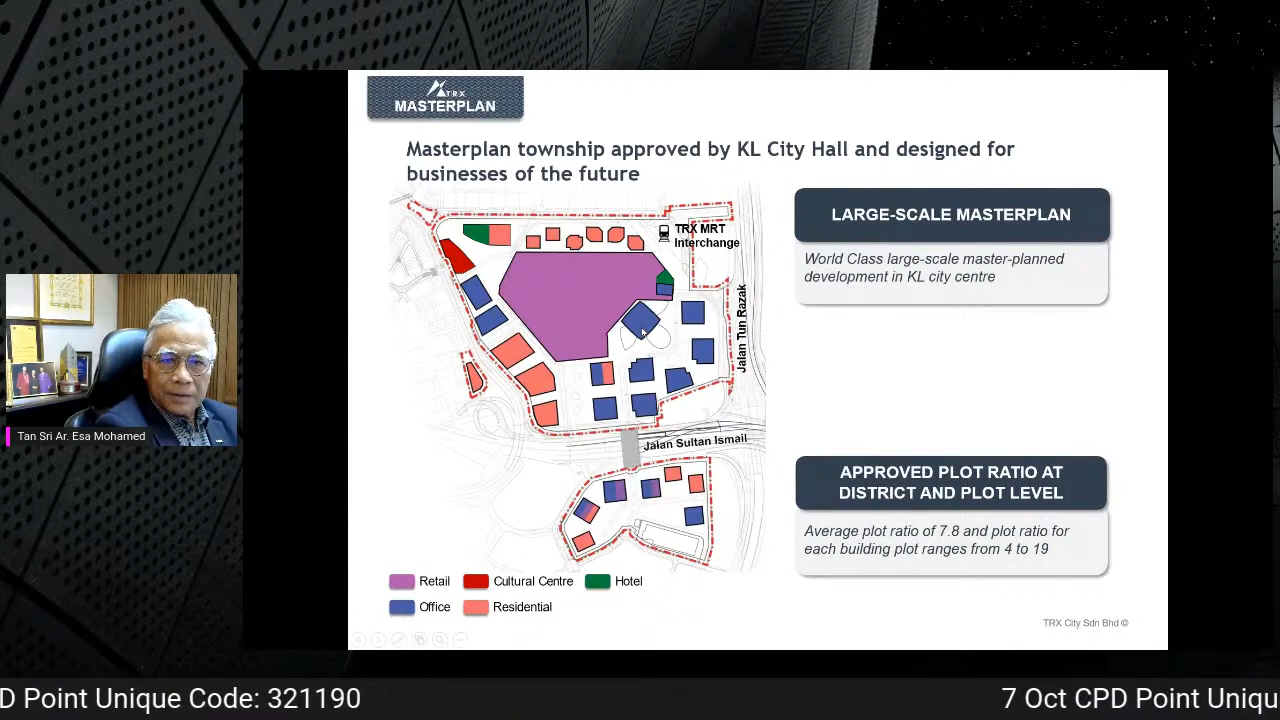 TRX
MASTERPLAN
Masterplan township approved by KL City Hall and designed for
businesses of the future
TRX MRT
Interchange
Jalan Tun Razak
Jalan Sultan Ismail
Retail
Cultural Centre
Hotel
Office
Residential
LARGE-SCALE MASTERPLAN
World Class large-scale master-planned
development in KL city centre
APPROVED PLOT RATIO AT
DISTRICT AND PLOT LEVEL
Average plot ratio of 7.8 and plot ratio for
each building plot ranges from 4 to 19
TRX City Sdn Bhd ©
Tan Sri Ar. Esa Mohamed
D Point Unique Code: 321190
7 Oct CPD Point Uniqu